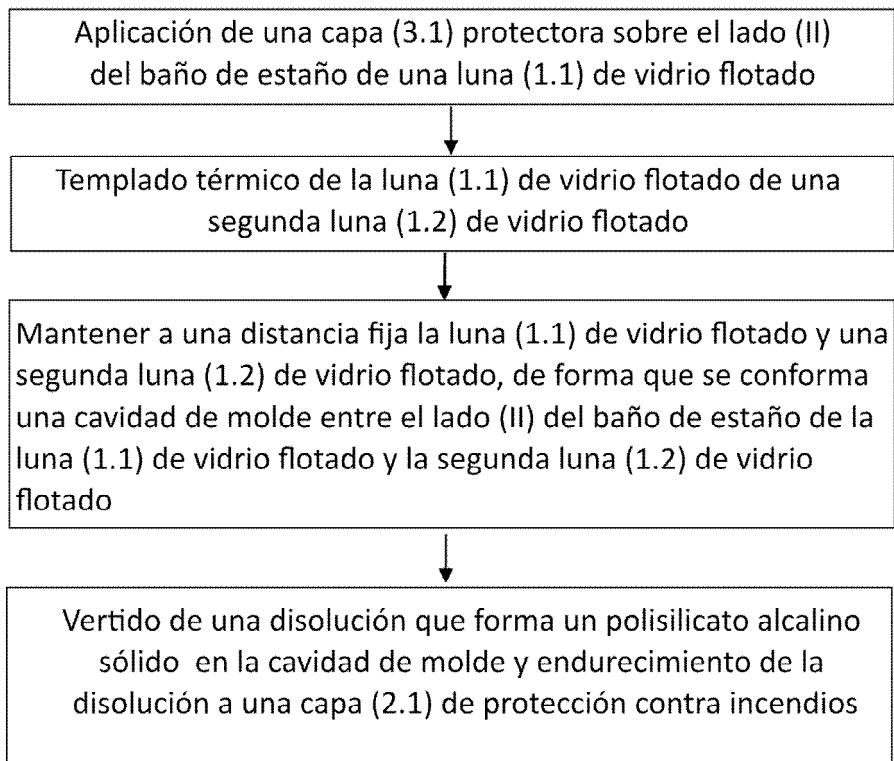 Aplicación de una capa (3.1) protectora sobre el lado (II)
del baño de estaño de una luna (1.1) de vidrio flotado
Templado térmico de la luna (1.1) de vidrio flotado de una
segunda luna (1.2) de vidrio flotado
Mantener a una distancia fija la luna (1.1) de vidrio flotado y una
segunda luna (1.2) de vidrio flotado, de forma que se conforma
una cavidad de molde entre el lado (II) del baño de estaño de la
luna (1.1) de vidrio flotado y la segunda luna (1.2) de vidrio
flotado
Vertido de una disolución que forma un polisilicato alcalino
sólido en la cavidad de molde y endurecimiento de la
disolución a una capa (2.1) de protección contra incendios